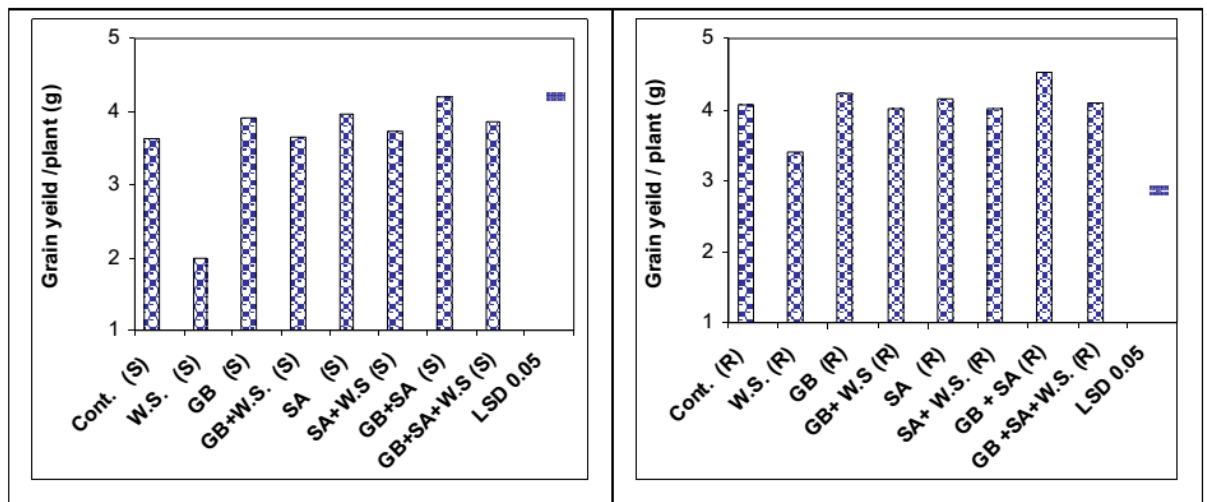 Grain yeild /plant (g)
5
4
3
2
1
Cont. (S)
W.S. (S)
GB (S)
GB+W.S. (S)
SA (S)
SA+W.S (S)
GB+SA (S)
GB+SA+W.S (S)
LSD 0.05
Grain yeild / plant (g)
5
4
3
2
1
Cont. (R)
W.S. (R)
GB (R)
GB+ W.S (R)
SA (R)
SA+ W.S. (R)
GB + SA (R)
GB +SA+ W.S. (R)
LSD 0.05